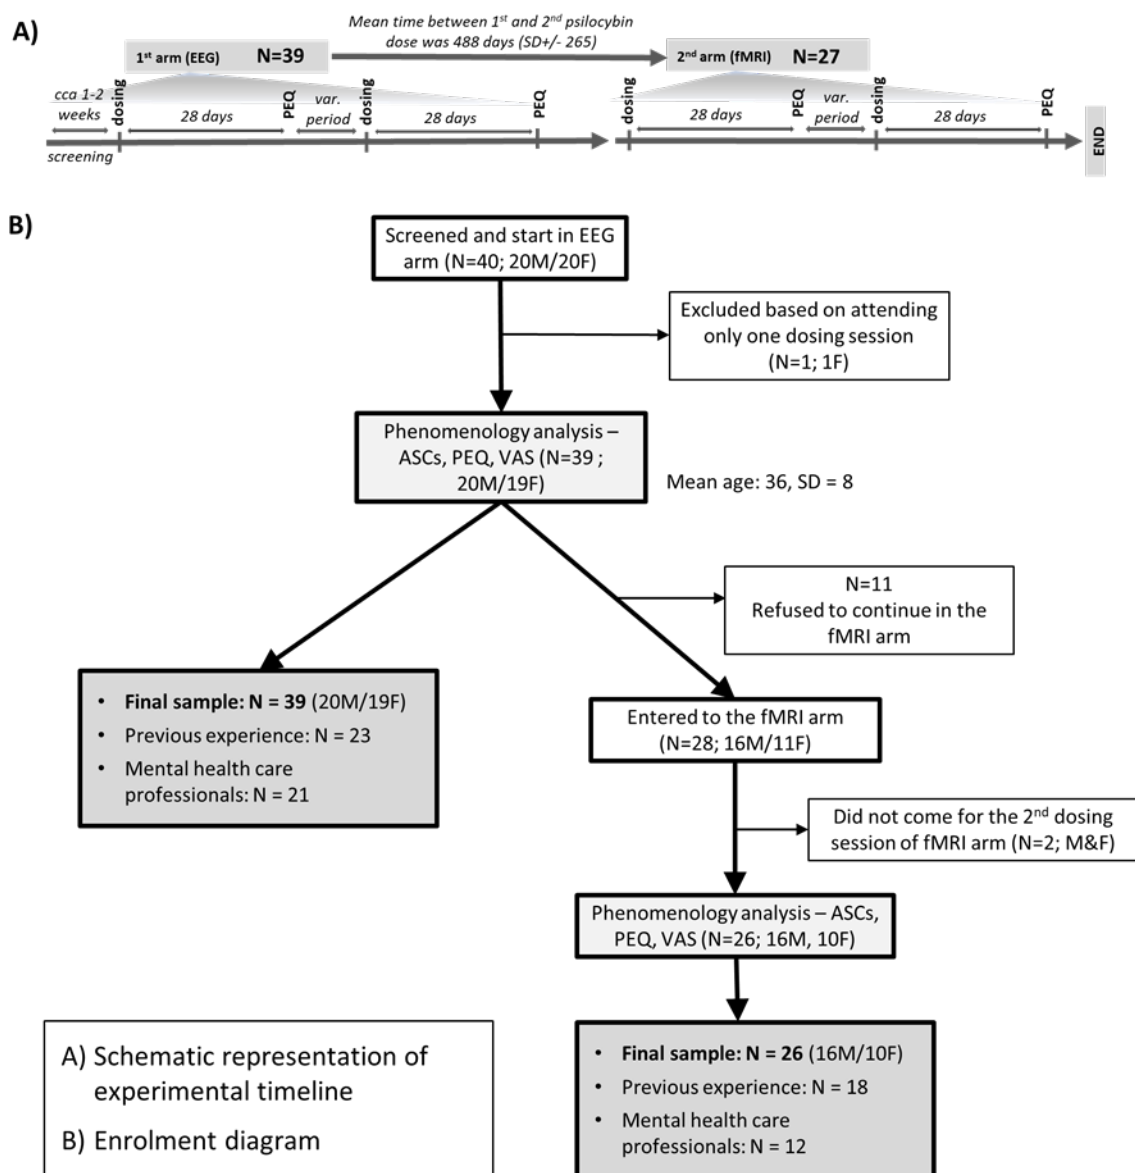 A)
Mean time between 1st and 2nd psilocybin
dose was 488 days (SD+/- 265)
1st arm (EEG) N=39
2nd arm (fMRI) N=27
cca 1-2
weeks
dosing
28 days
PEQ
var.
period
dosing
28 days
PEQ
dosing
28 days
PEQ
var.
period
dosing
28 days
PEQ
END
screening
B)
Screened and start in EEG
arm (N=40; 20M/20F)
Excluded based on attending
only one dosing session
(N=1; 1F)
Phenomenology analysis –
ASCs, PEQ, VAS (N=39 ;
20M/19F)
Mean age: 36, SD = 8
N=11
Refused to continue in the
fMRI arm
• Final sample: N = 39 (20M/19F)
• Previous experience: N = 23
• Mental health care
professionals: N = 21
Entered to the fMRI arm
(N=28; 16M/11F)
Did not come for the 2nd dosing
session of fMRI arm (N=2; M&F)
Phenomenology analysis – ASCs,
PEQ, VAS (N=26; 16M, 10F)
• Final sample: N = 26 (16M/10F)
• Previous experience: N = 18
• Mental health care
professionals: N = 12
A) Schematic representation of
experimental timeline
B) Enrolment diagram